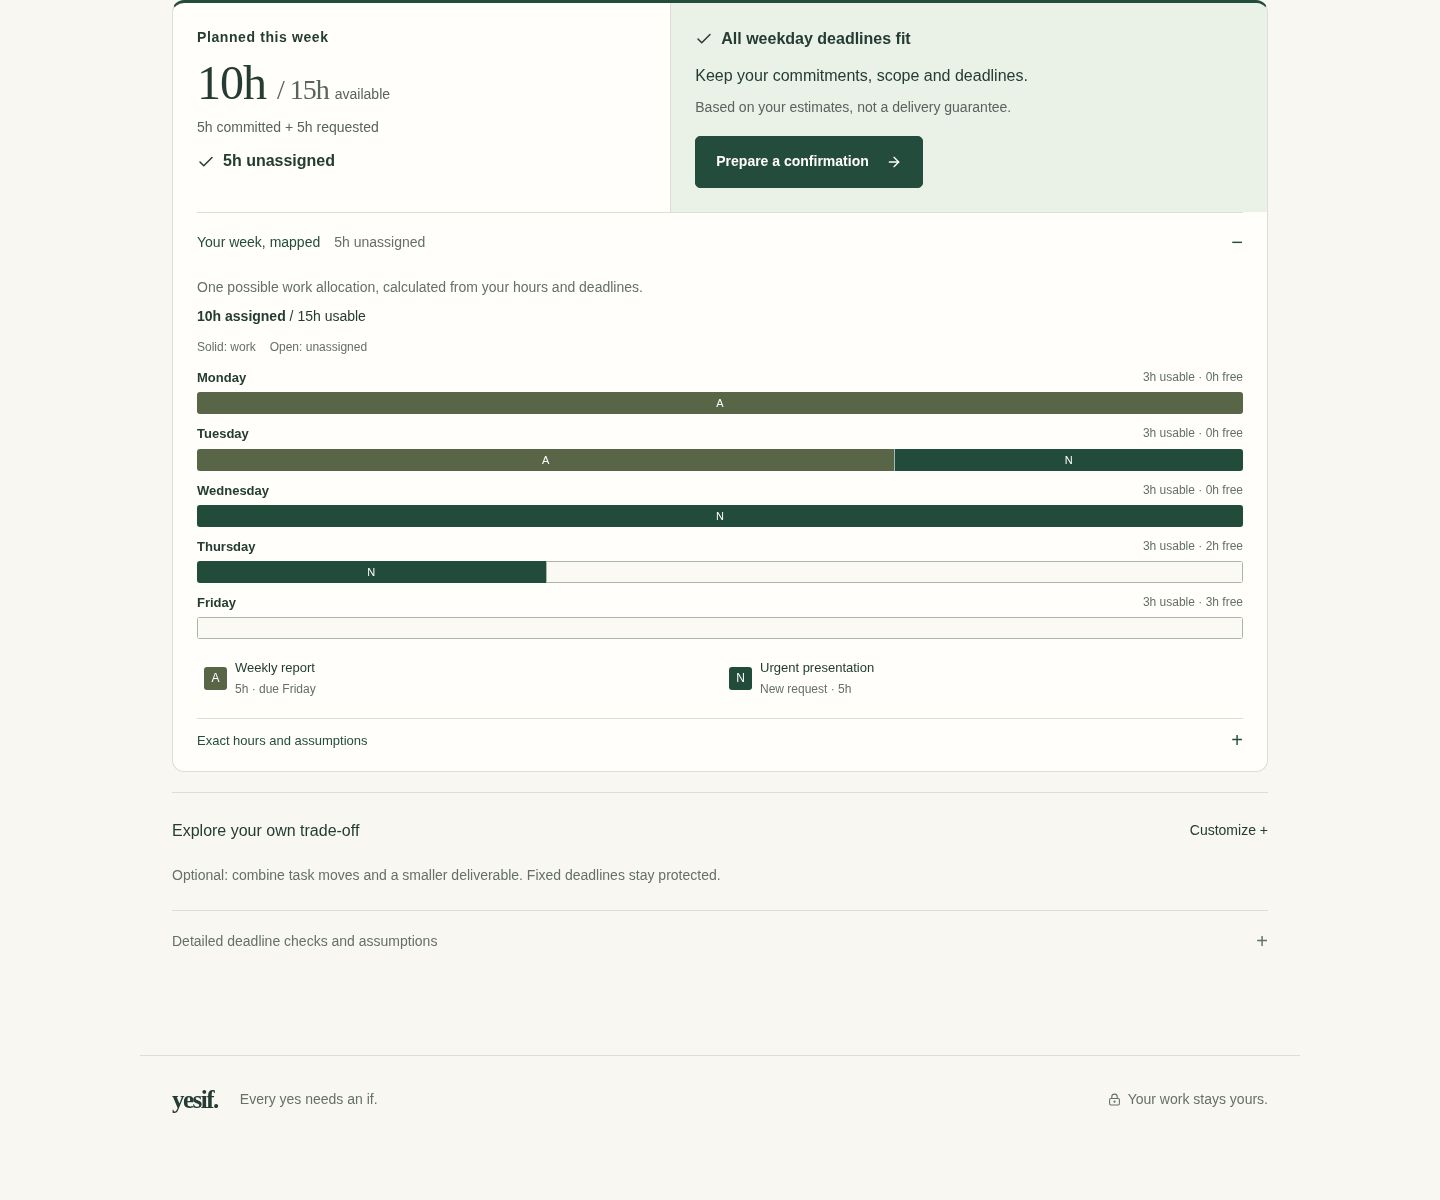 Planned this week
10h / 15h available
5h committed + 5h requested
5h unassigned
All weekday deadlines fit
Keep your commitments, scope and deadlines.
Based on your estimates, not a delivery guarantee.
Prepare a confirmation
Your week, mapped 5h unassigned
One possible work allocation, calculated from your hours and deadlines.
10h assigned / 15h usable
Solid: work Open: unassigned
Monday 3h usable · 0h free
A
Tuesday 3h usable · 0h free
A N
Wednesday 3h usable · 0h free
N
Thursday 3h usable · 2h free
N
Friday 3h usable · 3h free
A Weekly report
5h · due Friday
N Urgent presentation
New request · 5h
Exact hours and assumptions +
Explore your own trade-off Customize +
Optional: combine task moves and a smaller deliverable. Fixed deadlines stay protected.
Detailed deadline checks and assumptions +
yesif. Every yes needs an if. Your work stays yours.